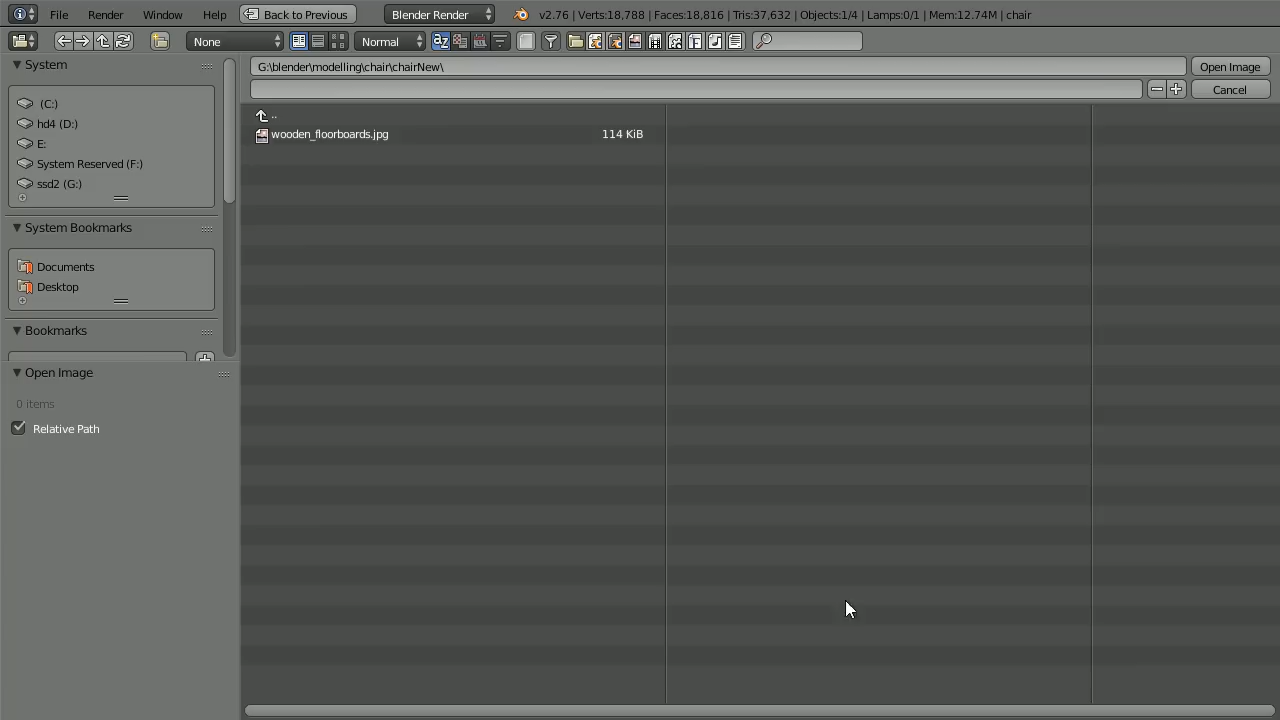 File Render Window Help Back to Previous Blender Render v2.76 | Verts:18,788 | Faces:18,816 | Tris:37,632 | Objects:1/4 | Lamps:0/1 | Mem:12.74M | chair
None Normal
System
G:\blender\modelling\chair\chairNew\ Open Image
Cancel
(C:)
hd4 (D:)
E:
System Reserved (F:)
ssd2 (G:)
..
wooden_floorboards.jpg 114 KiB
System Bookmarks
Documents
Desktop
Bookmarks
Open Image
0 items
Relative Path